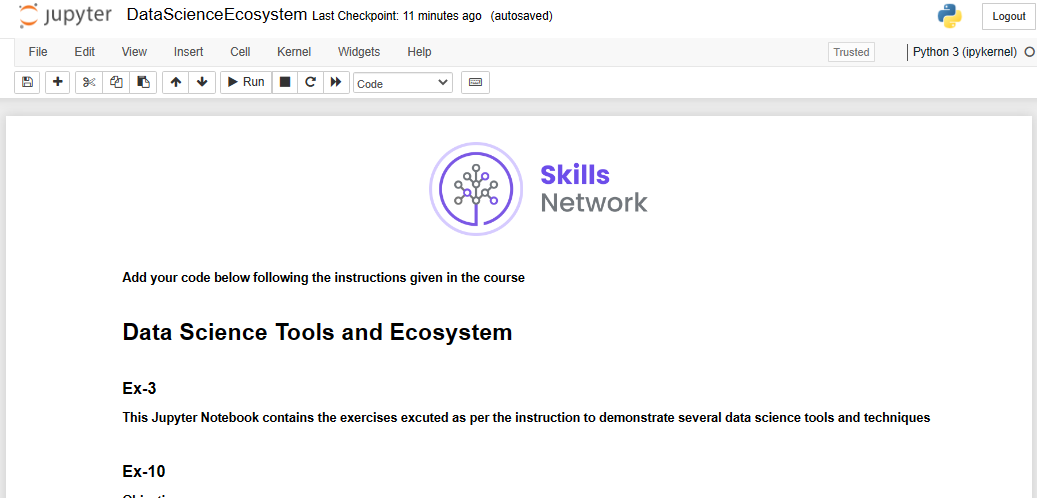 jupyter DataScienceEcosystem Last Checkpoint: 11 minutes ago (autosaved) Logout
File Edit View Insert Cell Kernel Widgets Help Trusted Python 3 (ipykernel)
Run Code
Skills
Network
Add your code below following the instructions given in the course
Data Science Tools and Ecosystem
Ex-3
This Jupyter Notebook contains the exercises excuted as per the instruction to demonstrate several data science tools and techniques
Ex-10